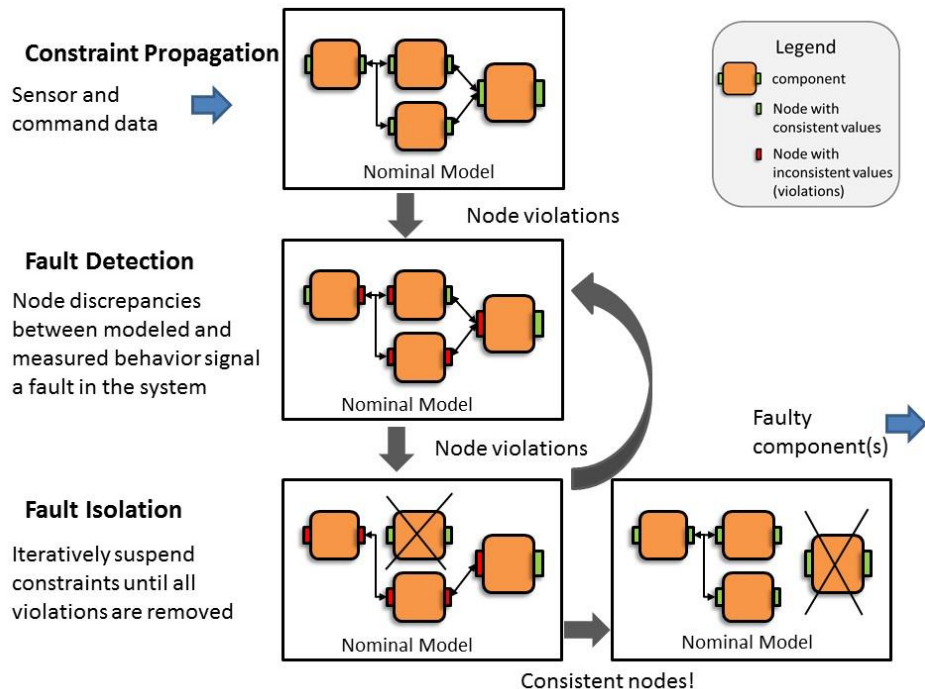 Constraint Propagation
Sensor and
command data
Nominal Model
Legend
component
Node with
consistent values
Node with
inconsistent values
(violations)
Node violations
Fault Detection
Node discrepancies
between modeled and
measured behavior signal
a fault in the system
Nominal Model
Node violations
Faulty
component(s)
Fault Isolation
Iteratively suspend
constraints until all
violations are removed
Nominal Model
Nominal Model
Consistent nodes!